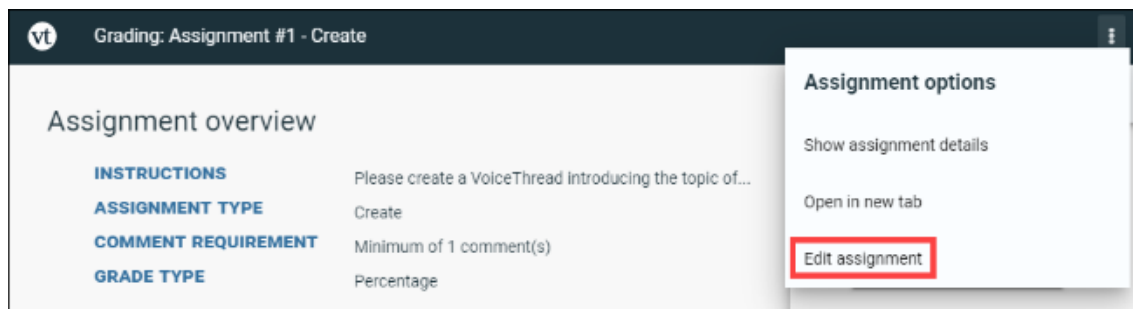 vt Grading: Assignment #1 - Create
Assignment options
Assignment overview
Show assignment details
INSTRUCTIONS Please create a VoiceThread introducing the topic of...
ASSIGNMENT TYPE Create
Open in new tab
COMMENT REQUIREMENT Minimum of 1 comment(s)
Edit assignment
GRADE TYPE Percentage